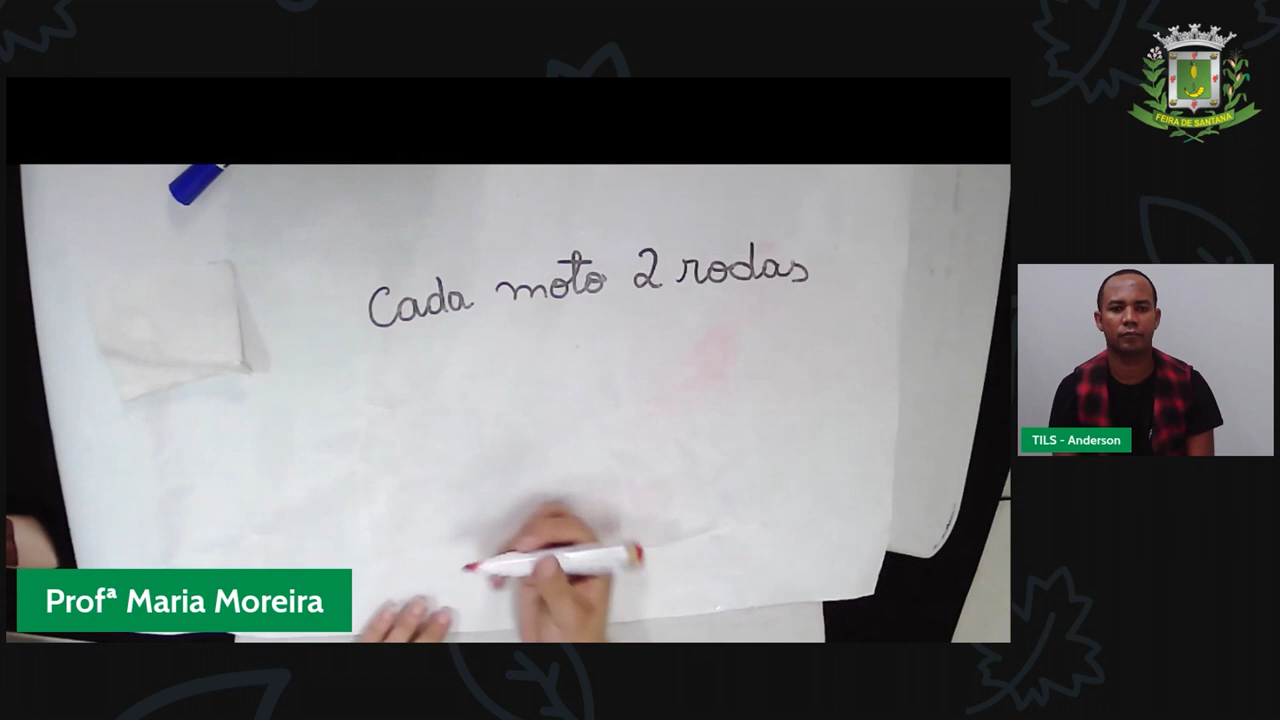 FEIRA DE SANTANA
Cada moto 2 rodas
TILS - Anderson
Profª Maria Moreira